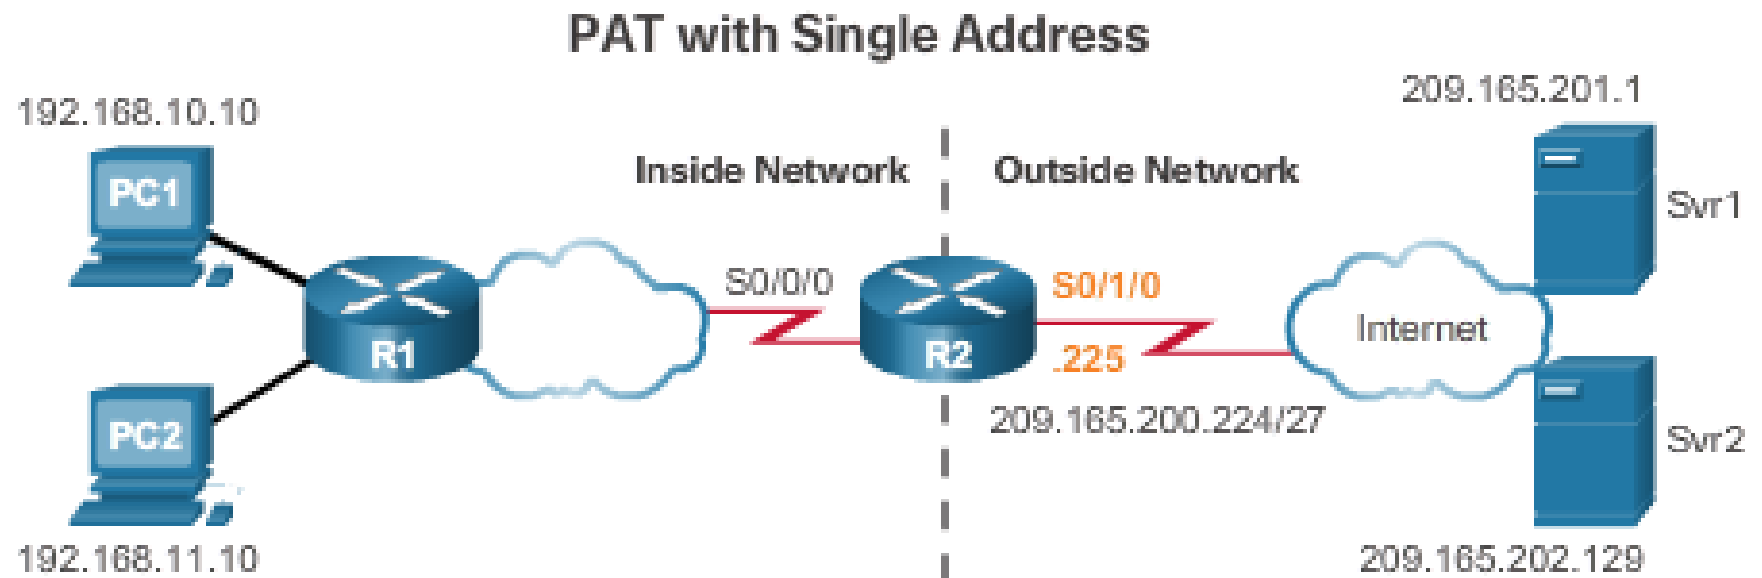 PAT with Single Address
192.168.10.10
209.165.201.1
Inside Network
Outside Network
PC1
Svr1
S0/0/0
S0/1/0
R1
R2
.225
Internet
209.165.200.224/27
PC2
Svr2
192.168.11.10
209.165.202.129